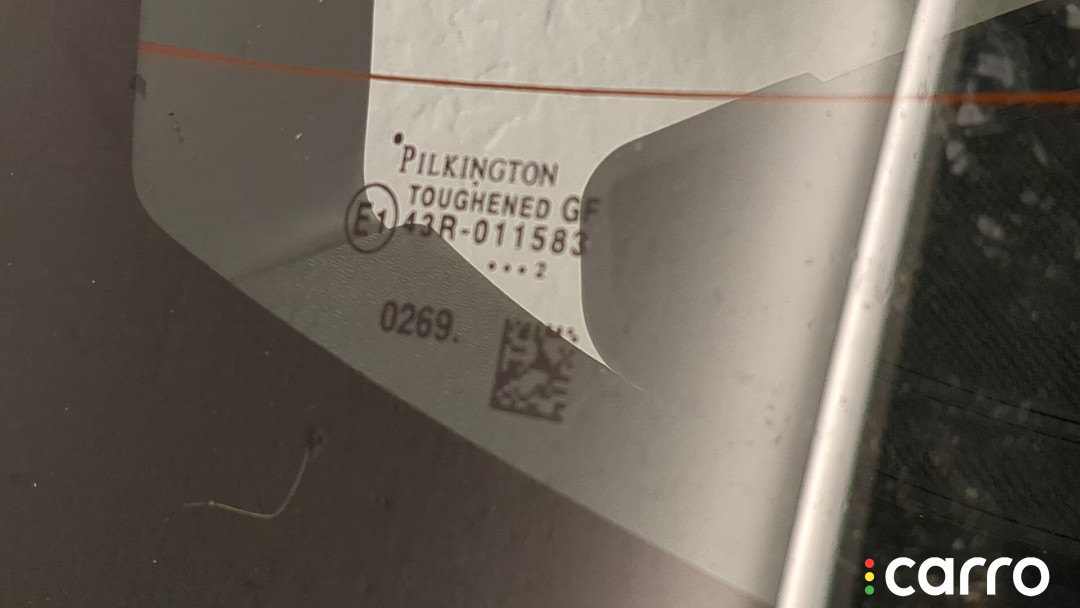 PILKINGTON
TOUGHENED GF
E1 43R-011583
...2
0269.
carro